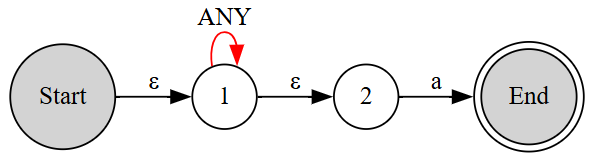 ANY
Start ε 1 ε 2 a End